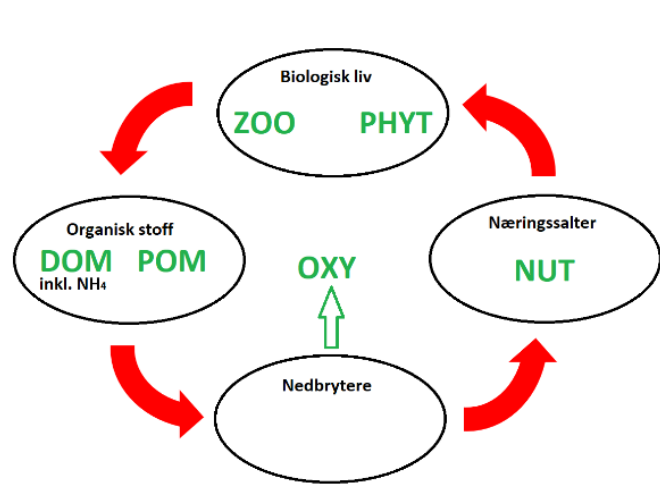 Biologisk liv
ZOO PHYT
Organisk stoff
DOM POM
inkl. NH₄
OXY
Næringssalter
NUT
Nedbrytere